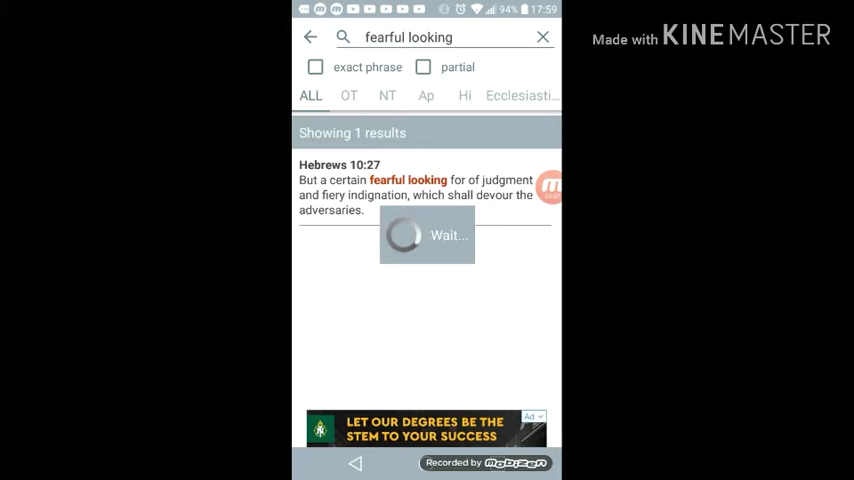 94% 17:59
fearful looking
Made with KINEMASTER
exact phrase partial
ALL OT NT Ap Hi Ecclesiasti...
Showing 1 results
Hebrews 10:27
But a certain fearful looking for of judgment
and fiery indignation, which shall devour the
adversaries.
Wait...
Ad
LET OUR DEGREES BE THE
STEM TO YOUR SUCCESS
Recorded by mobizen